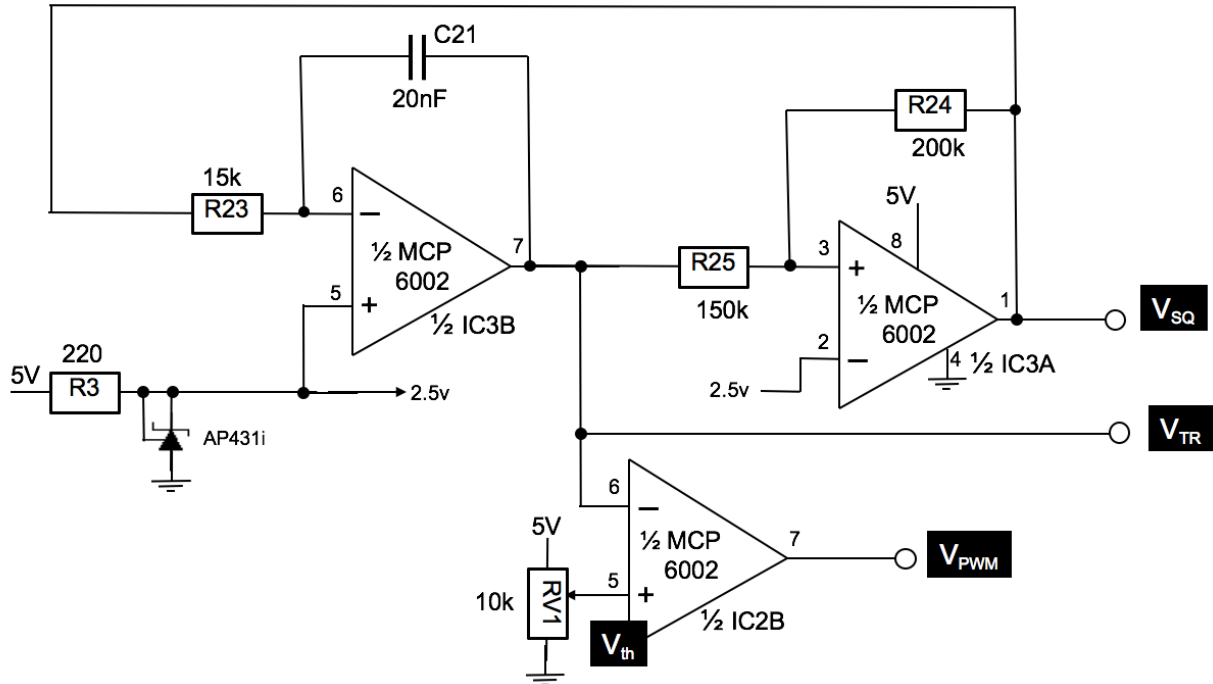 C21
20nF
R24
200k
15k
R23
6
−
½ MCP
6002
7
5
+
½ IC3B
R25
150k
5V
8
3
+
½ MCP
6002
1
2
−
4
½ IC3A
2.5v
V_SQ
220
5V
R3
2.5v
AP431i
V_TR
6
−
½ MCP
6002
7
V_PWM
5V
10k
RV1
5
+
½ IC2B
V_th